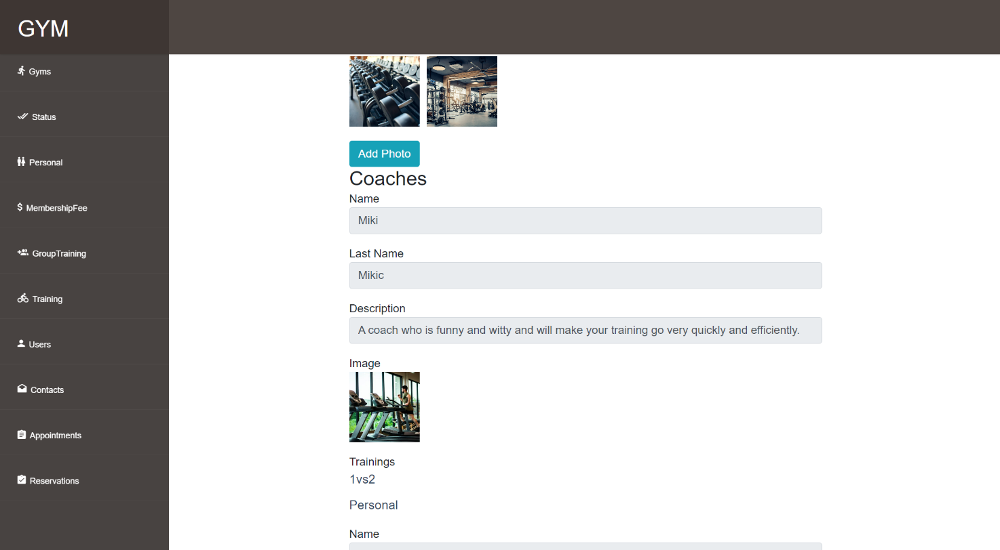 GYM
Gyms
Status
Personal
MembershipFee
GroupTraining
Training
Users
Contacts
Appointments
Reservations
Add Photo
Coaches
Name
Miki
Last Name
Mikic
Description
A coach who is funny and witty and will make your training go very quickly and efficiently.
Image
Trainings
1vs2
Personal
Name